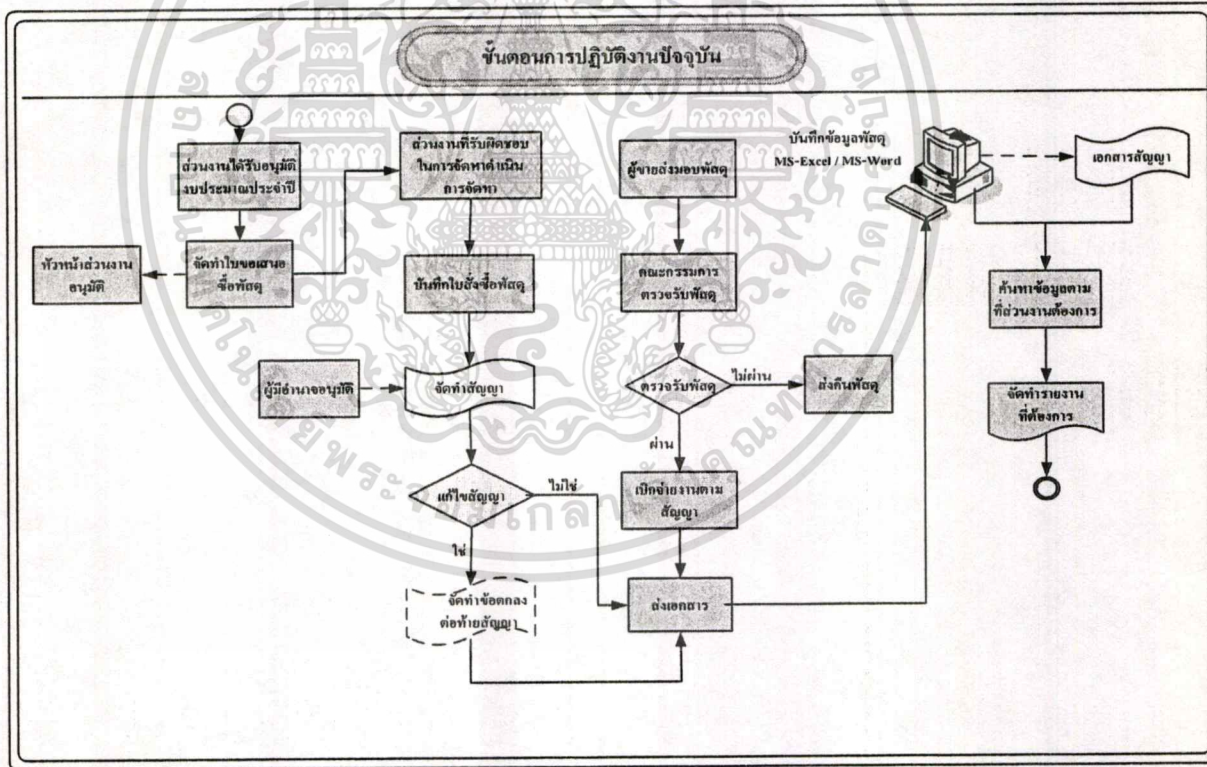 ขั้นตอนการปฏิบัติงานปัจจุบัน
ส่วนงานได้รับอนุมัติ
งบประมาณประจำปี
จัดทำใบขอเสนอ
ซื้อพัสดุ
หัวหน้าส่วนงาน
อนุมัติ
ส่วนงานที่รับผิดชอบ
ในการจัดหาดำเนิน
การจัดหา
บันทึกใบสั่งซื้อพัสดุ
ผู้มีอำนาจอนุมัติ
จัดทำสัญญา
แก้ไขสัญญา
ไม่ใช่
ใช่
จัดทำข้อตกลง
ต่อท้ายสัญญา
ผู้ขายส่งมอบพัสดุ
คณะกรรมการ
ตรวจรับพัสดุ
ตรวจรับพัสดุ
ไม่ผ่าน
ส่งคืนพัสดุ
ผ่าน
เบิกจ่ายงานตาม
สัญญา
ส่งเอกสาร
บันทึกข้อมูลพัสดุ
MS-Excel / MS-Word
เอกสารสัญญา
ค้นหาข้อมูลตาม
ที่ส่วนงานต้องการ
จัดทำรายงาน
ที่ต้องการ